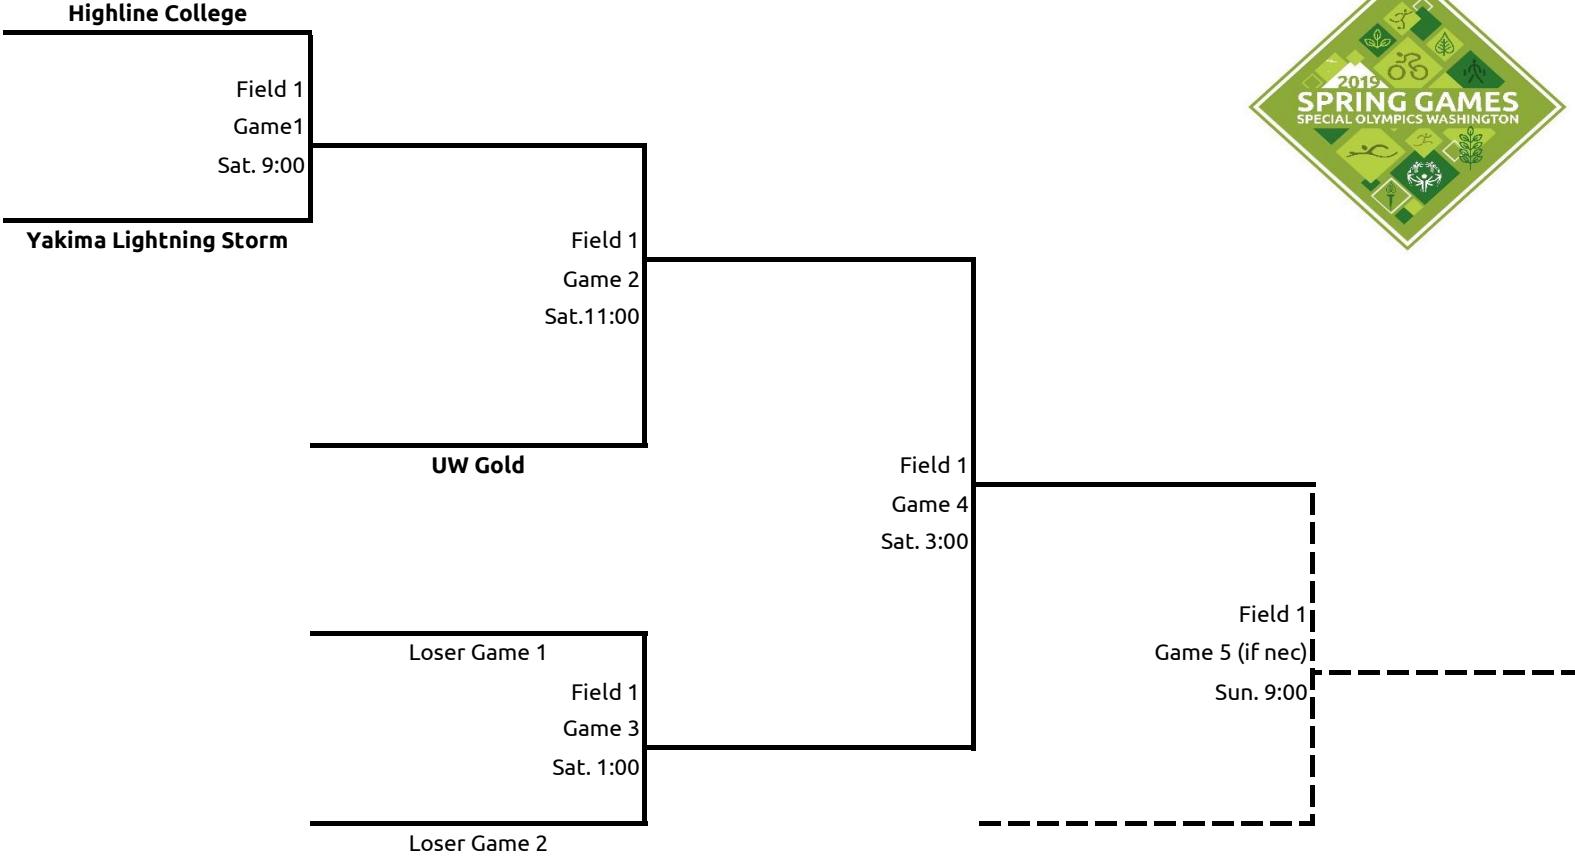 Highline College
Field 1
Game1
Sat. 9:00
Yakima Lightning Storm
2019
SPRING GAMES
SPECIAL OLYMPICS WASHINGTON
Field 1
Game 2
Sat.11:00
UW Gold
Field 1
Game 4
Sat. 3:00
Loser Game 1
Field 1
Game 3
Sat. 1:00
Loser Game 2
Field 1
Game 5 (if nec)
Sun. 9:00